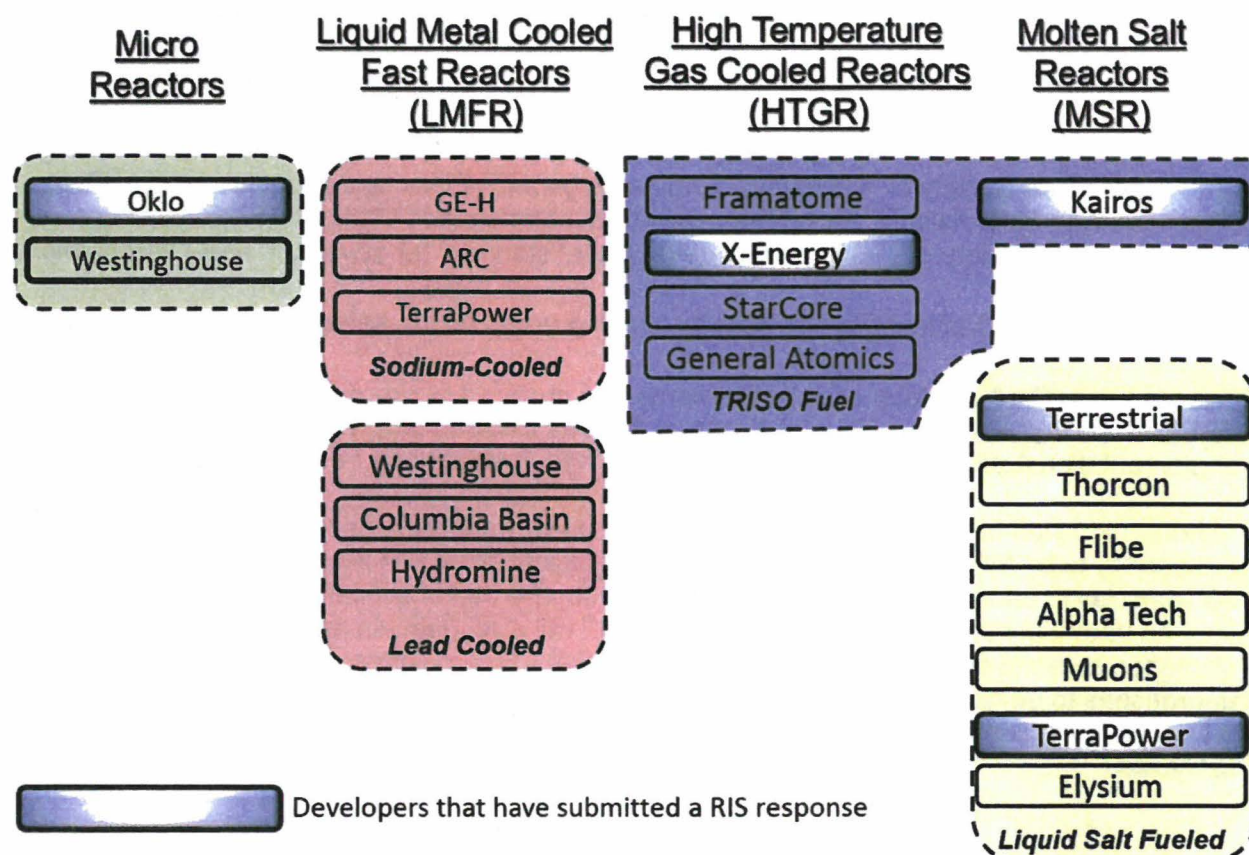 Micro
Reactors
Liquid Metal Cooled
Fast Reactors
(LMFR)
High Temperature
Gas Cooled Reactors
(HTGR)
Molten Salt
Reactors
(MSR)
Oklo
Westinghouse
GE-H
ARC
TerraPower
Sodium-Cooled
Westinghouse
Columbia Basin
Hydromine
Lead Cooled
Framatome
X-Energy
StarCore
General Atomics
TRISO Fuel
Kairos
Terrestrial
Thorcon
Flibe
Alpha Tech
Muons
TerraPower
Elysium
Liquid Salt Fueled
Developers that have submitted a RIS response